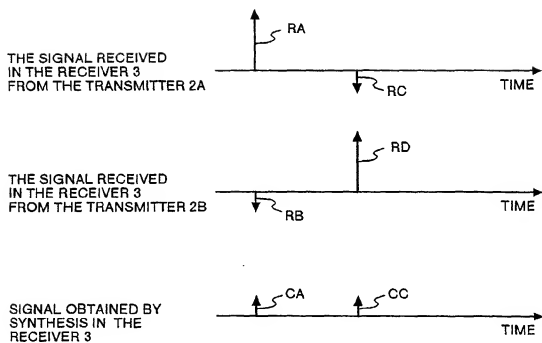 RA
THE SIGNAL RECEIVED
IN THE RECEIVER 3
FROM THE TRANSMITTER 2A
RC
TIME
RD
THE SIGNAL RECEIVED
IN THE RECEIVER 3
FROM THE TRANSMITTER 2B
RB
TIME
CA
CC
SIGNAL OBTAINED BY
SYNTHESIS IN THE
RECEIVER 3
TIME